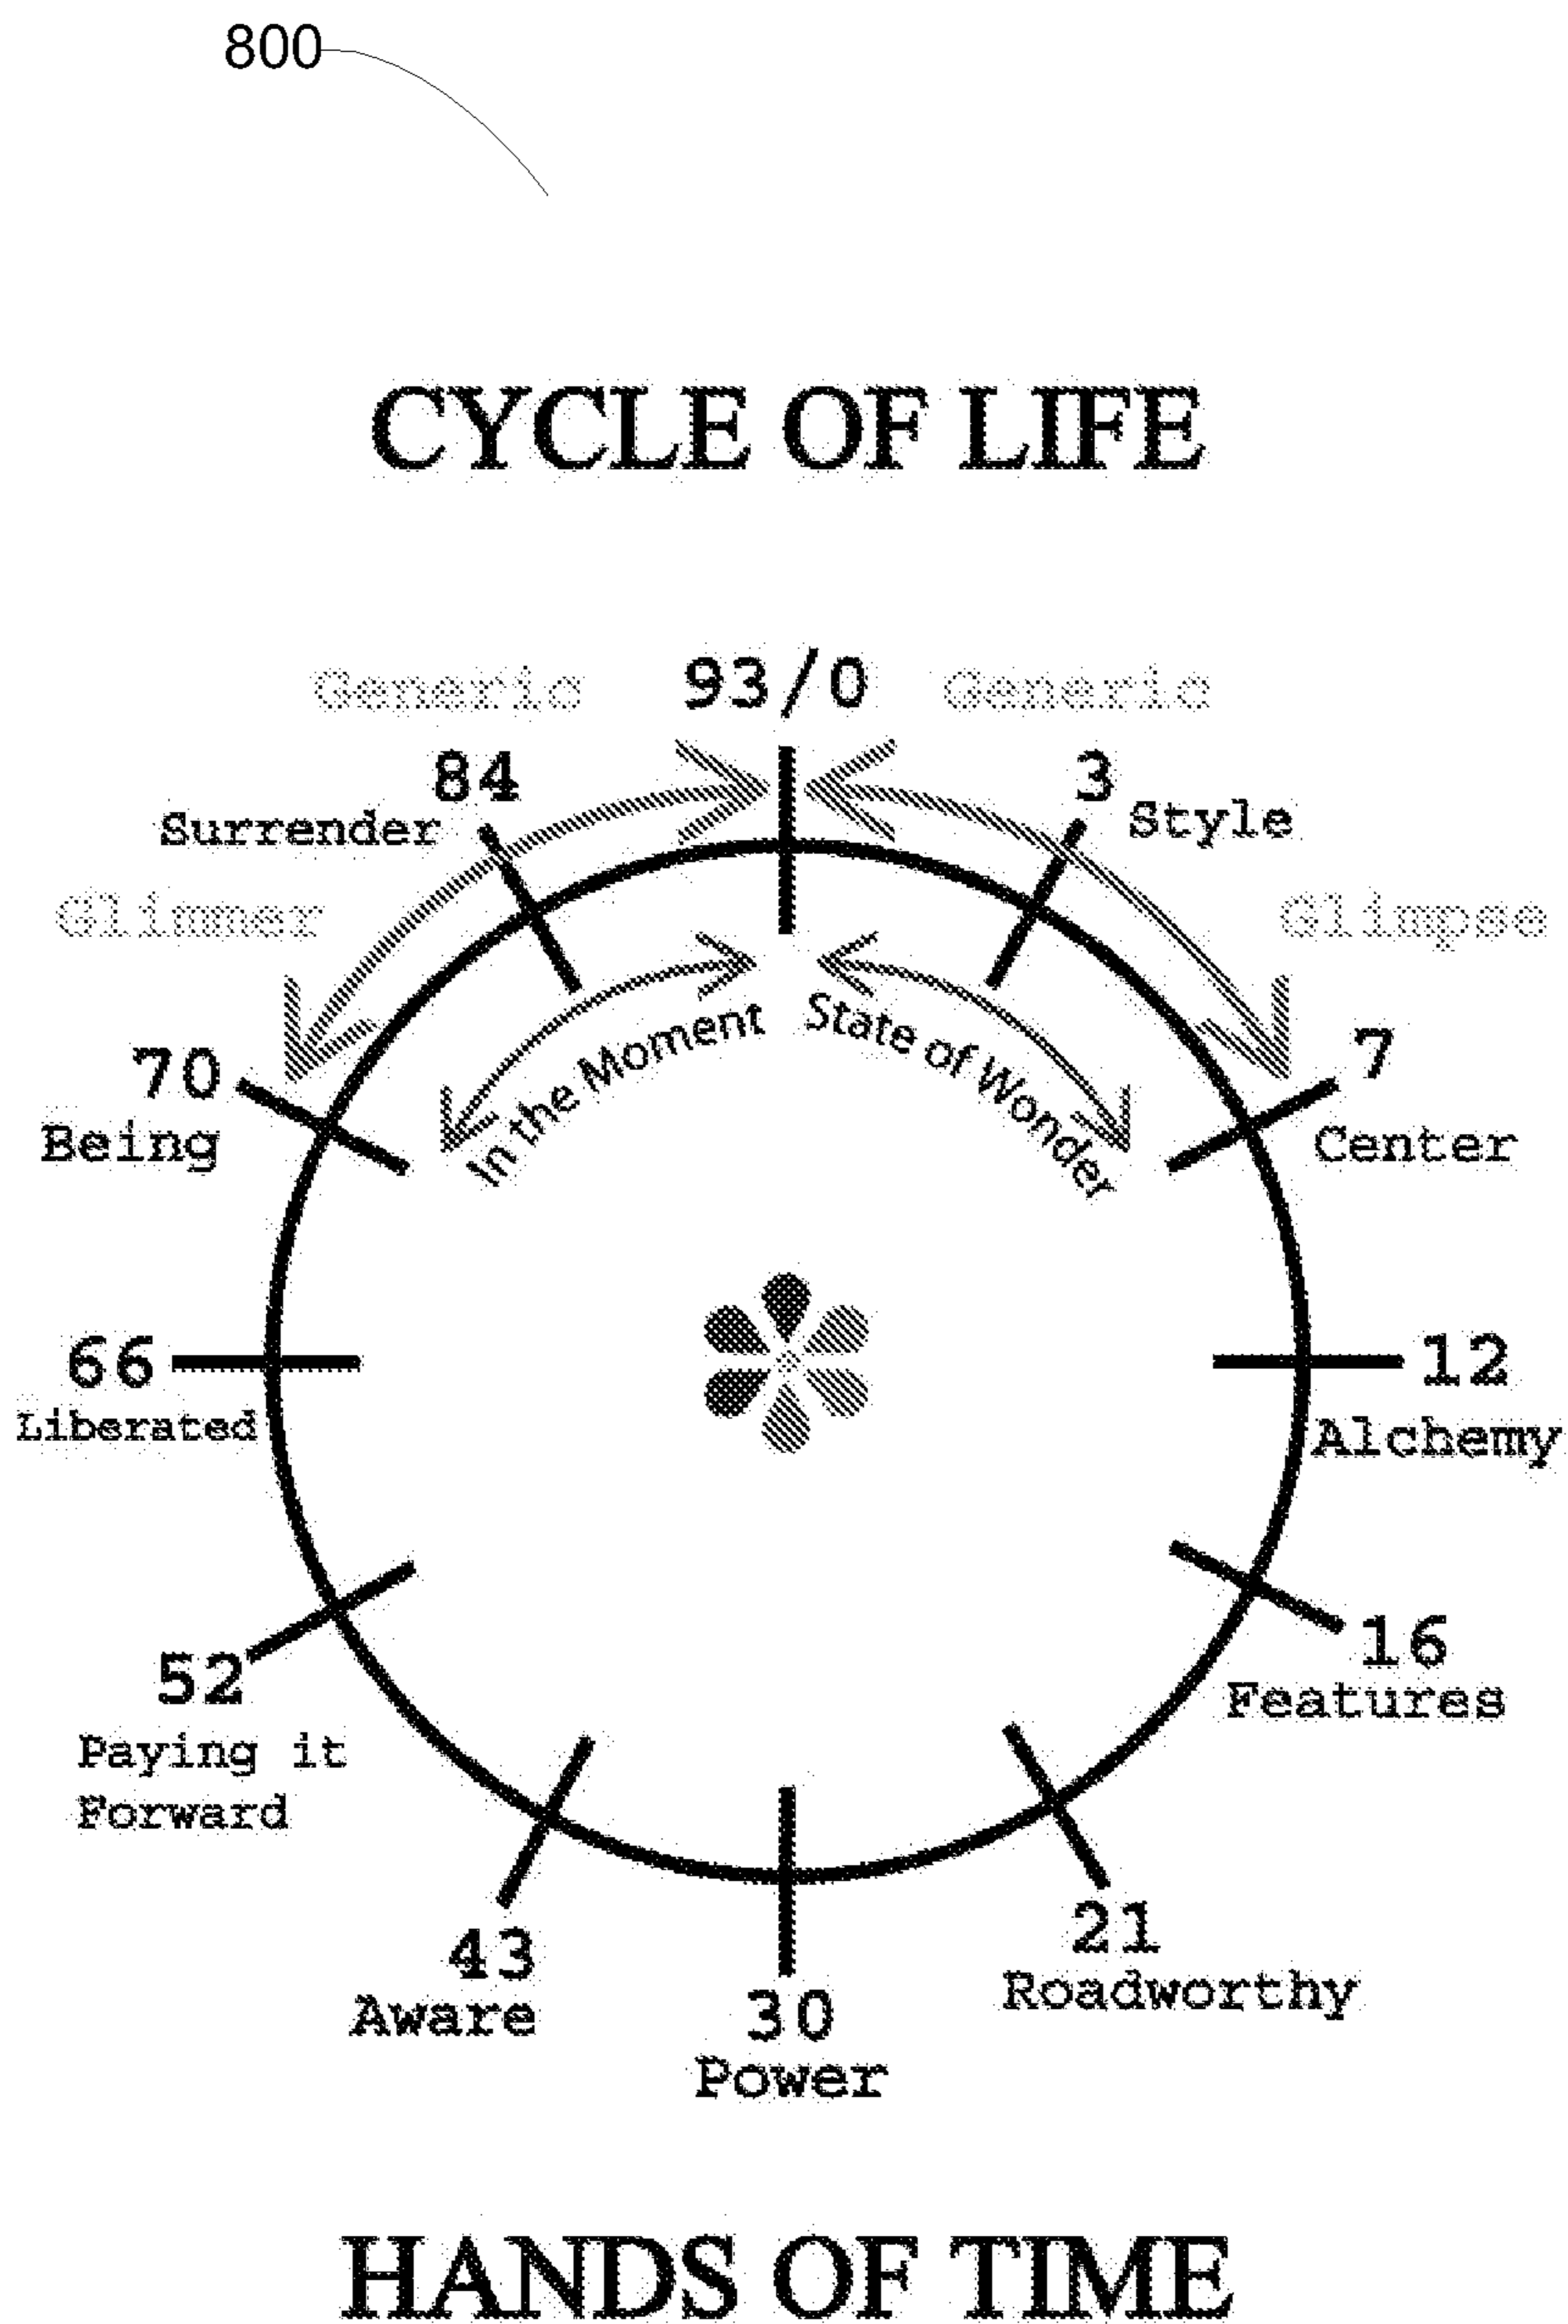 800
CYCLE OF LIFE
Generic
93/0
Generic
84
Surrender
3
Style
Glimmer
Glimpse
In the Moment
State of Wonder
70
Being
7
Center
66
Liberated
12
Alchemy
52
Paying it
Forward
16
Features
43
Aware
21
Roadworthy
30
Power
HANDS OF TIME